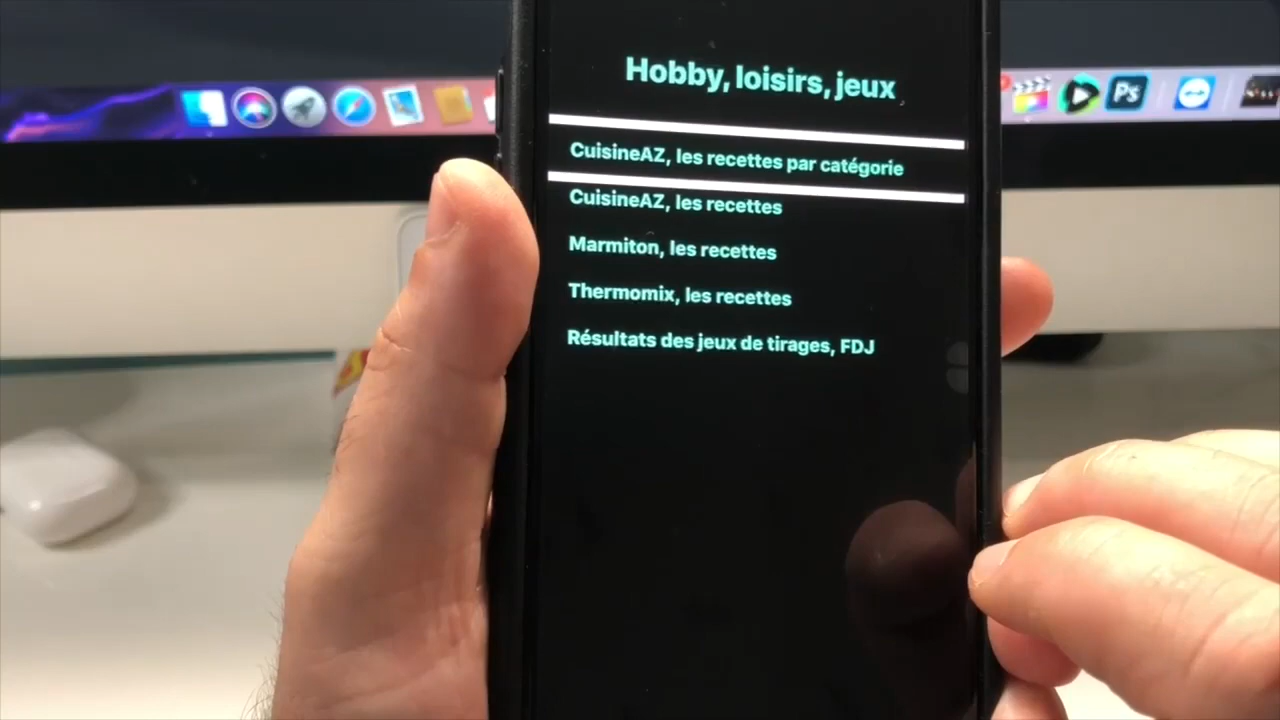 Hobby, loisirs, jeux
CuisineAZ, les recettes par catégorie
CuisineAZ, les recettes
Marmiton, les recettes
Thermomix, les recettes
Résultats des jeux de tirages, FDJ
Ps